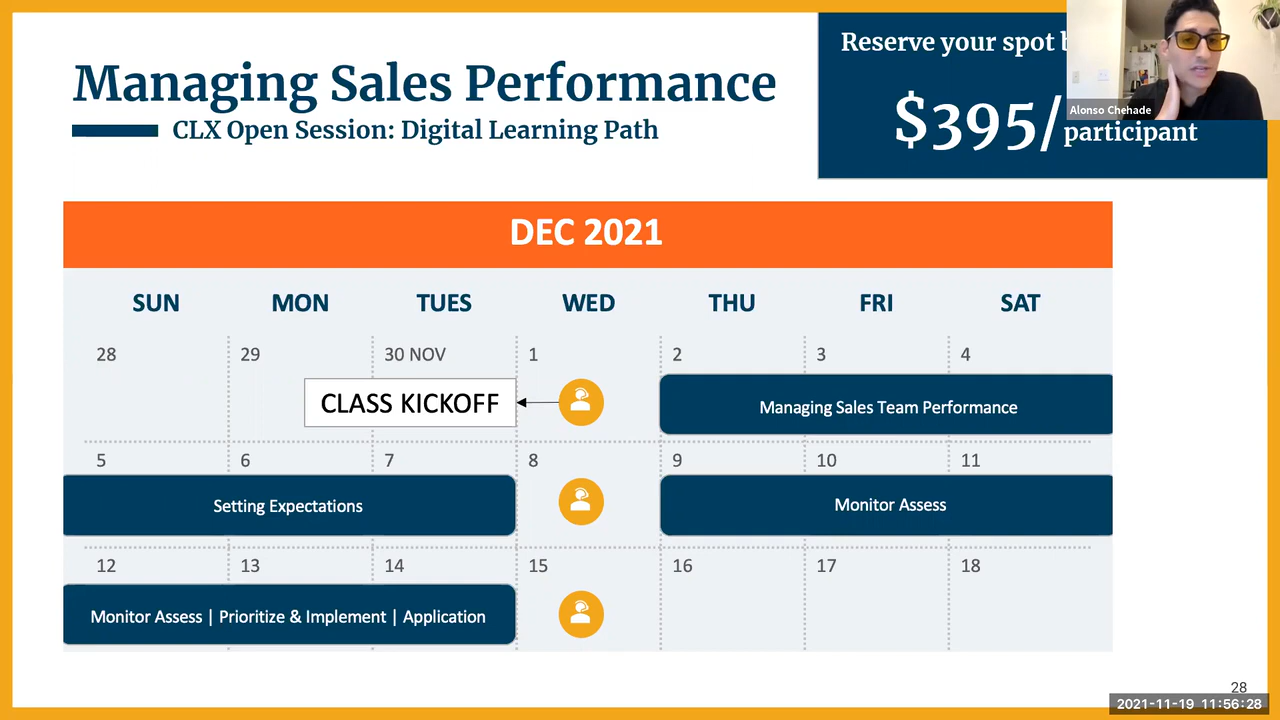 Managing Sales Performance
CLX Open Session: Digital Learning Path
Reserve your spot
$395/
participant
Alonso Chehade
DEC 2021
SUN MON TUES WED THU FRI SAT
28 29 30 NOV 1 2 3 4
CLASS KICKOFF
Managing Sales Team Performance
5 6 7 8 9 10 11
Setting Expectations
Monitor Assess
12 13 14 15 16 17 18
Monitor Assess | Prioritize & Implement | Application
28
2021-11-19 11:56:28